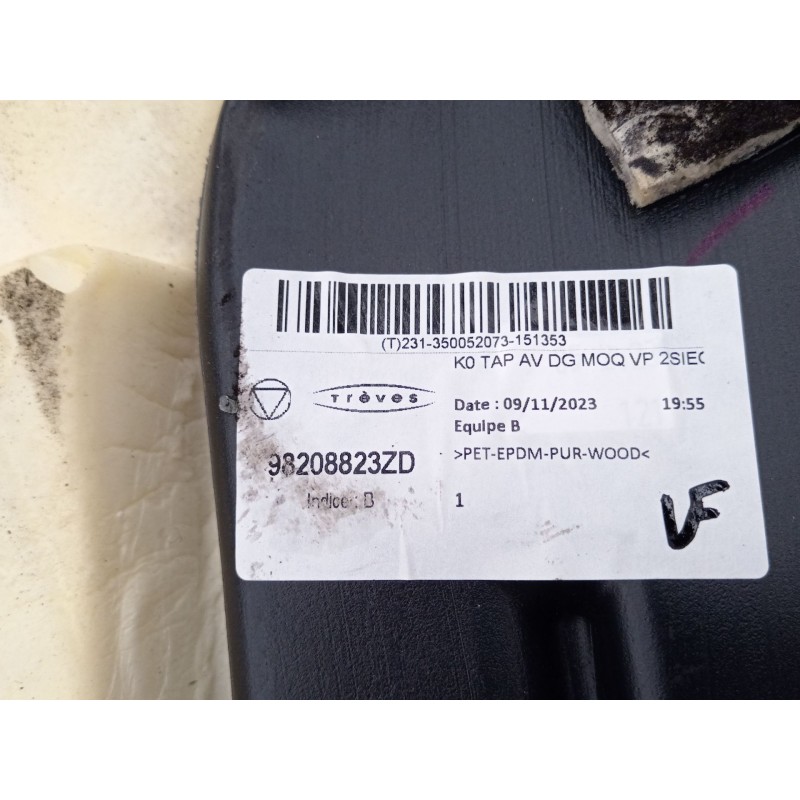 (T)231-350052073-151353
K0 TAP AV DG MOQ VP 2SIEC
Trèves
Date : 09/11/2023 19:55
Equipe B
98208823ZD
>PET-EPDM-PUR-WOOD<
Indice : B
1
VF